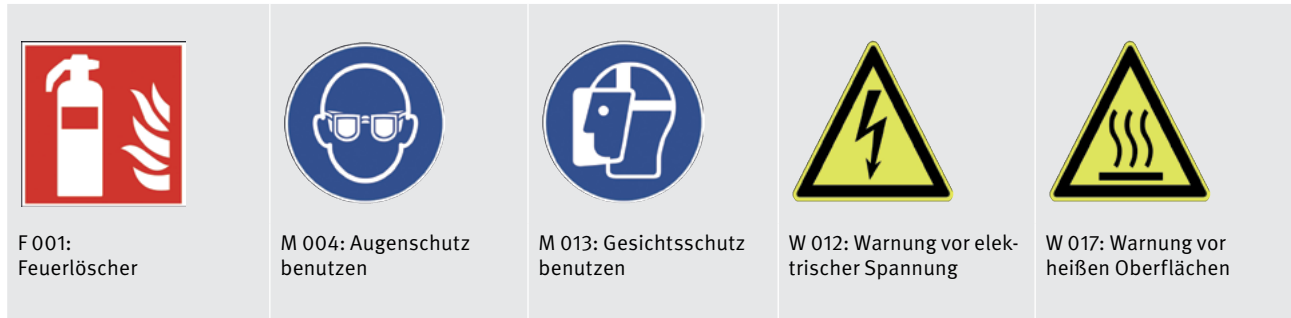 F 001:
Feuerlöscher
M 004: Augenschutz
benutzen
M 013: Gesichtsschutz
benutzen
W 012: Warnung vor elek-
trischer Spannung
W 017: Warnung vor
heißen Oberflächen